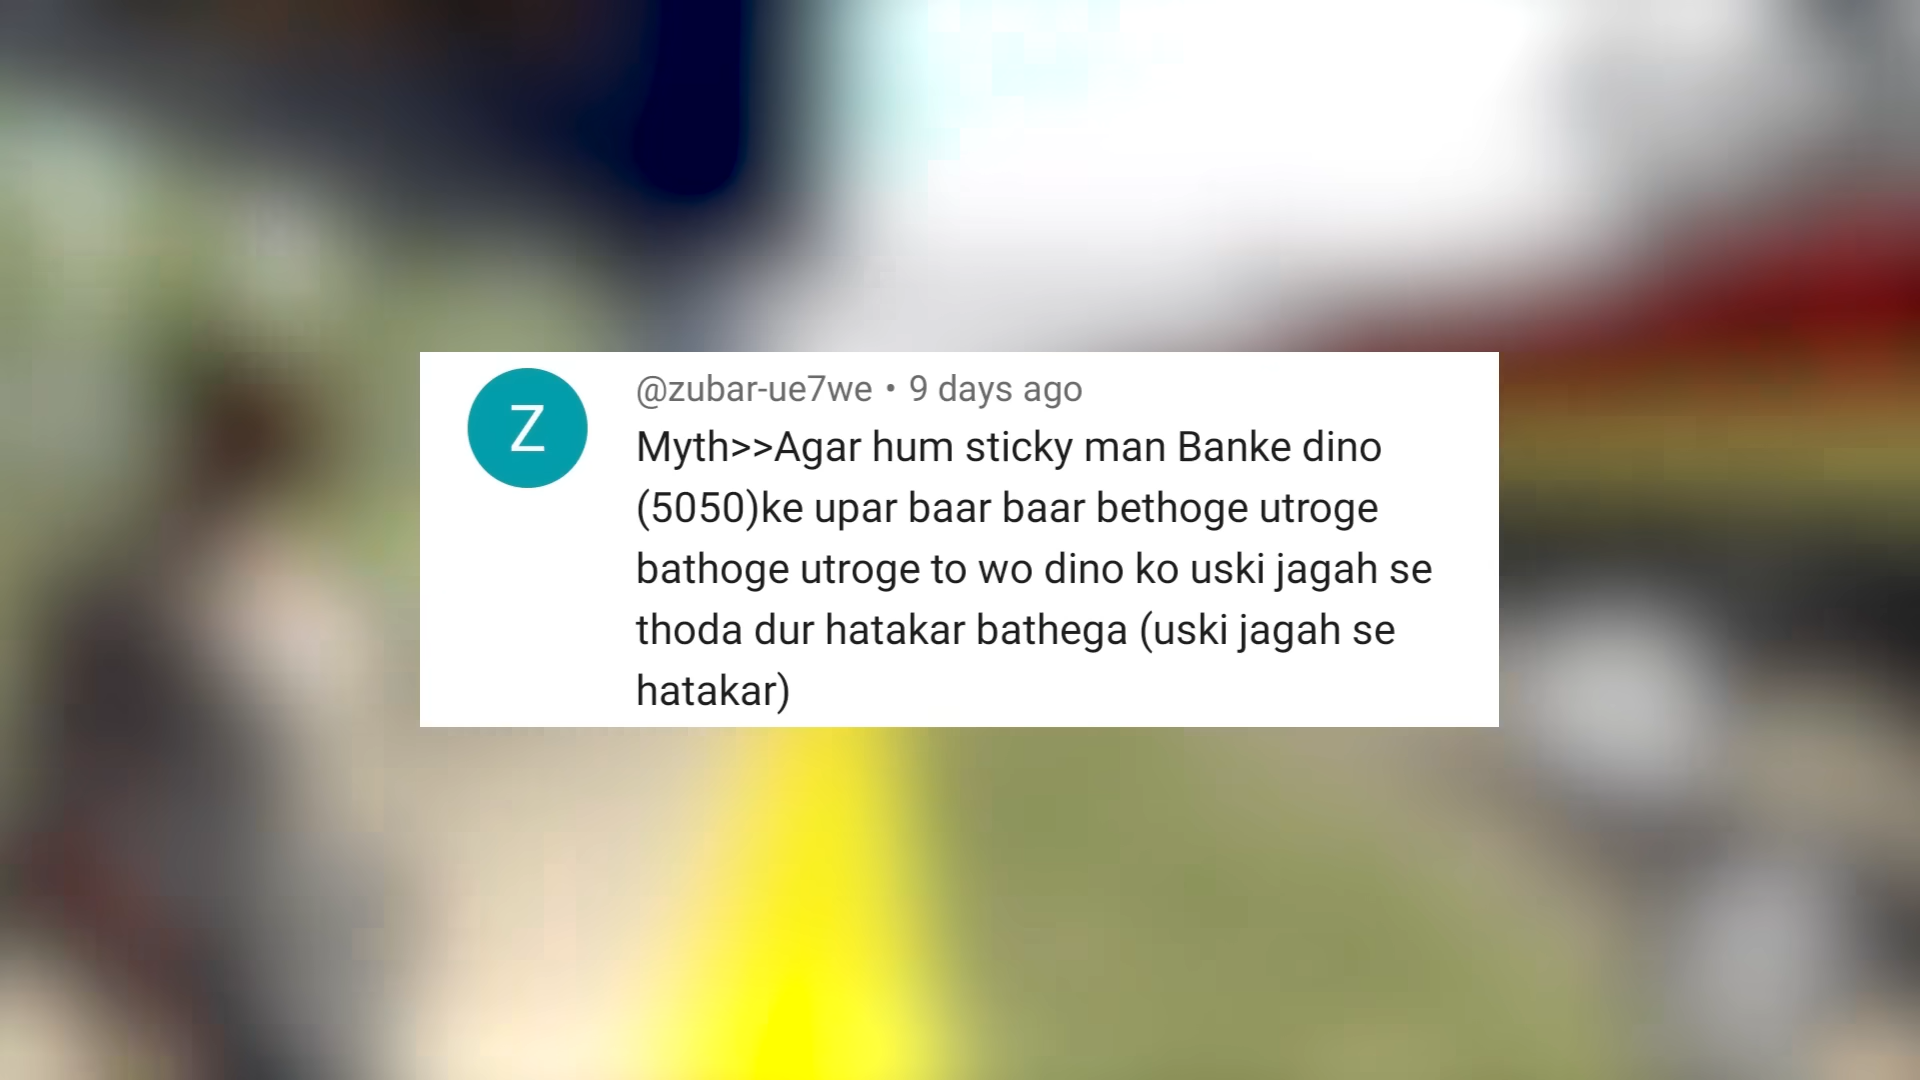 Z
@zubar-ue7we • 9 days ago
Myth>>Agar hum sticky man Banke dino
(5050)ke upar baar baar bethoge utroge
bathoge utroge to wo dino ko uski jagah se
thoda dur hatakar bathega (uski jagah se
hatakar)